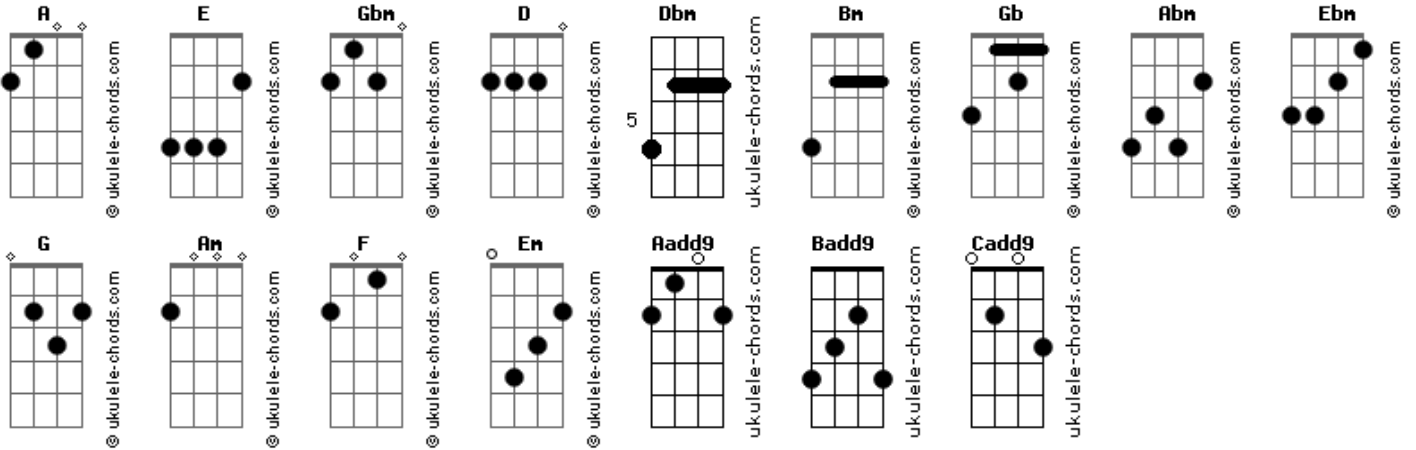 A E Gbm D Dbm Bm Gb Abm Ebm
© ukulele-chords.com © ukulele-chords.com © ukulele-chords.com © ukulele-chords.com ukulele-chords.com © ukulele-chords.com © ukulele-chords.com © ukulele-chords.com © ukulele-chords.com
5
G Am F Em Aadd9 Badd9 Cadd9
© ukulele-chords.com © ukulele-chords.com © ukulele-chords.com © ukulele-chords.com ukulele-chords.com ukulele-chords.com ukulele-chords.com